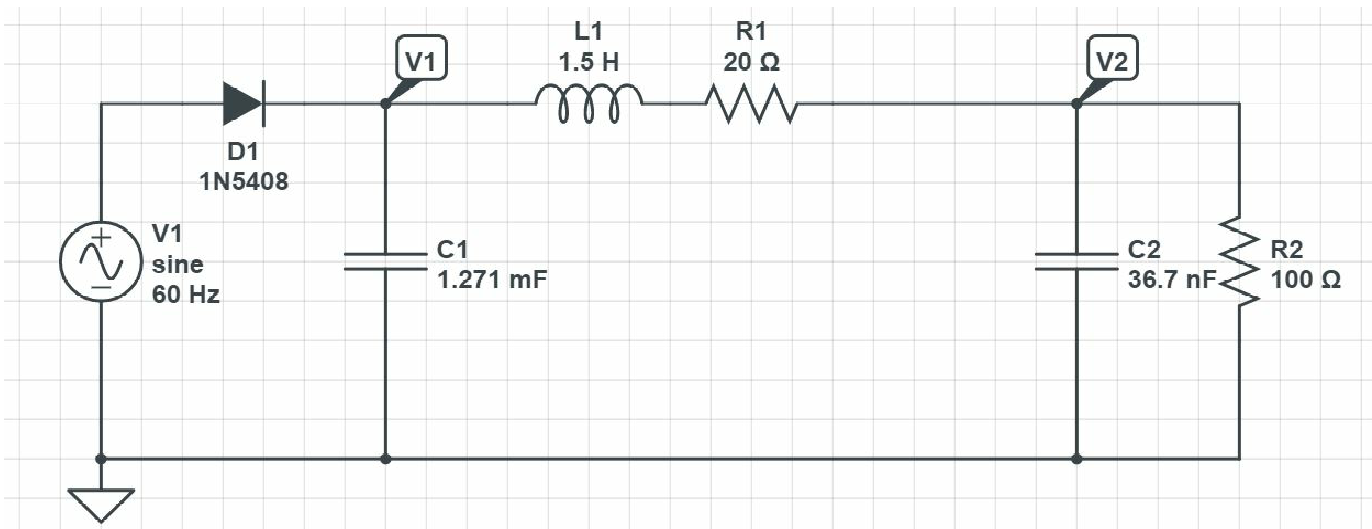 V1
L1
1.5 H
R1
20 Ω
V2
D1
1N5408
V1
sine
60 Hz
C1
1.271 mF
C2
36.7 nF
R2
100 Ω